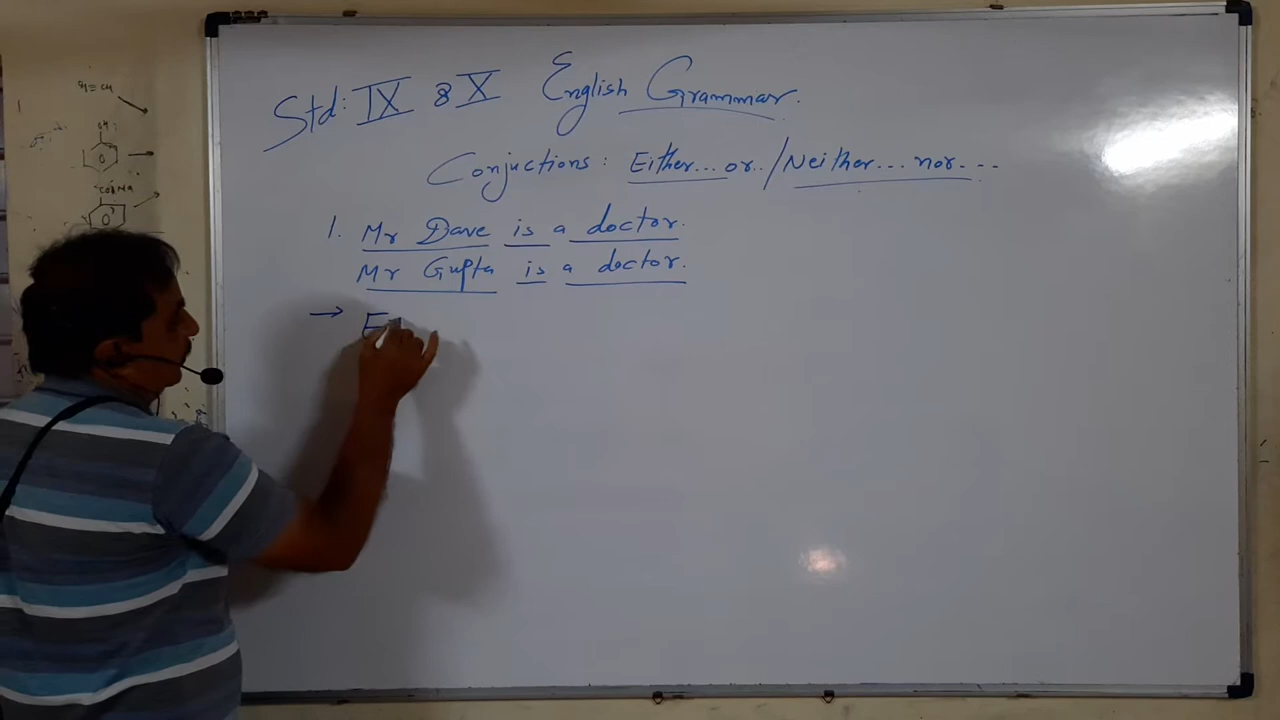 Std: IX & X English Grammar.
Conjuctions: Either... or.. / Neither... nor....
1. Mr Dave is a doctor.
Mr Gupta is a doctor.
→ E